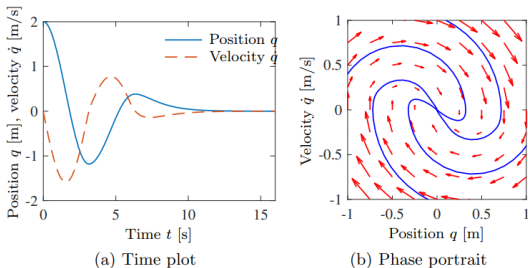 Position q [m], velocity q̇ [m/s]
2
1
0
-1
-2
Position q
Velocity q̇
0
5
10
15
Time t [s]
(a) Time plot
Velocity q̇ [m/s]
1
0.5
0
-0.5
-1
-1
-0.5
0
0.5
1
Position q [m]
(b) Phase portrait